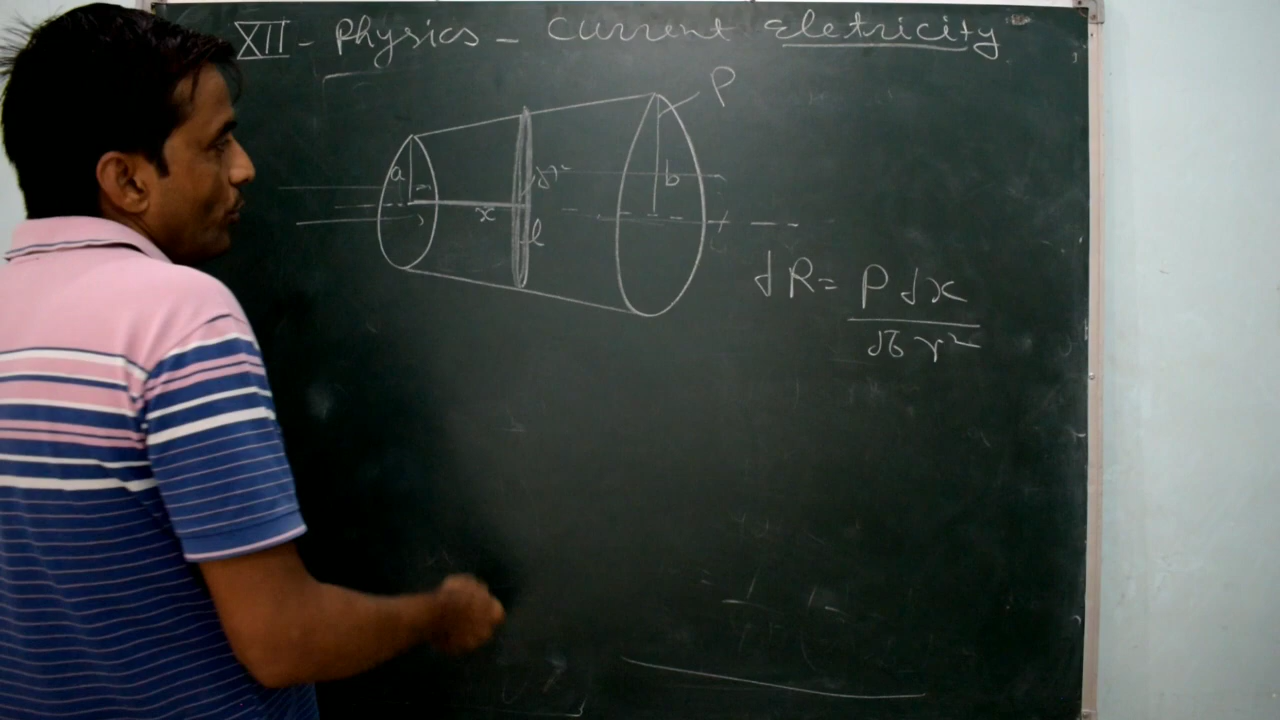 XII - Physics - Current Eletricity
P
a
b
x
l
dR = P dx
π r²